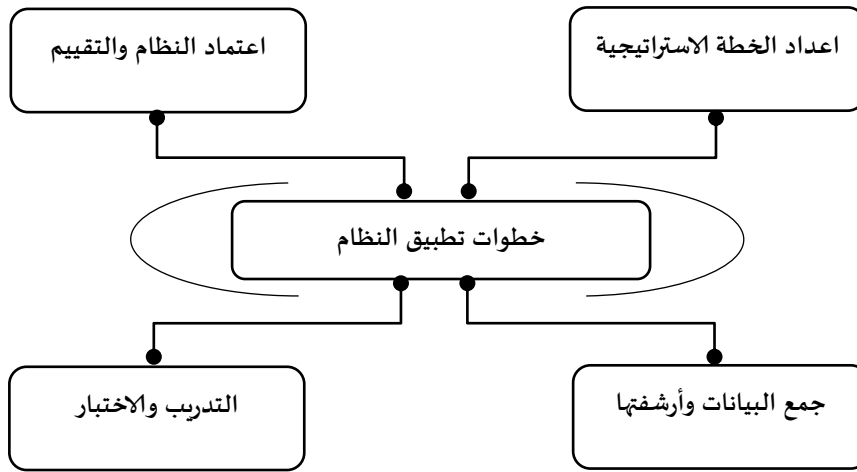 اعداد الخطة الاستراتيجية
اعتماد النظام والتقييم
خطوات تطبيق النظام
جمع البيانات وأرشفتها
التدريب والاختبار